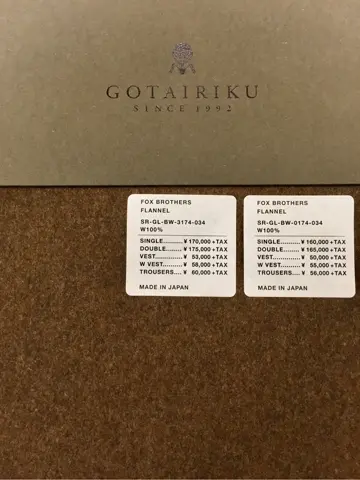 GOTAIRIKU
SINCE 1992
FOX BROTHERS
FLANNEL
SR-GL-BW-3174-034
W100%
SINGLE.........¥ 170,000 +TAX
DOUBLE........¥ 175,000 +TAX
VEST............¥ 53,000 +TAX
W VEST.........¥ 58,000 +TAX
TROUSERS....¥ 60,000 +TAX
MADE IN JAPAN
FOX BROTHERS
FLANNEL
SR-GL-BW-0174-034
W100%
SINGLE.........¥ 160,000 +TAX
DOUBLE........¥ 165,000 +TAX
VEST............¥ 50,000 +TAX
W VEST.........¥ 55,000 +TAX
TROUSERS....¥ 56,000 +TAX
MADE IN JAPAN